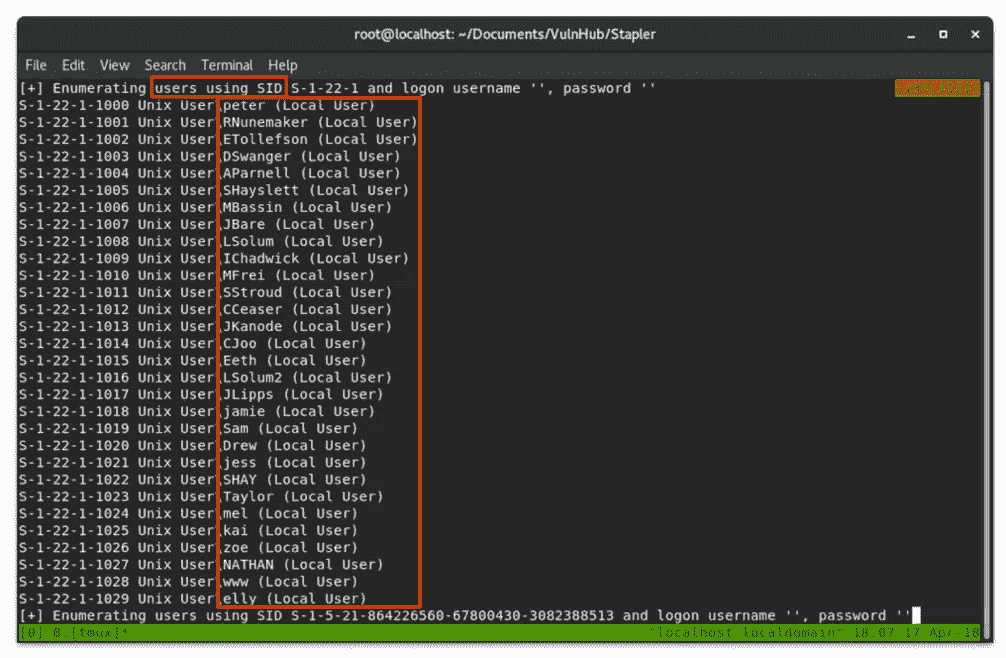 root@localhost: ~/Documents/VulnHub/Stapler
File Edit View Search Terminal Help
[+] Enumerating users using SID S-1-22-1 and logon username '', password ''
S-1-22-1-1000 Unix User\peter (Local User)
S-1-22-1-1001 Unix User\RNunemaker (Local User)
S-1-22-1-1002 Unix User\ETollefson (Local User)
S-1-22-1-1003 Unix User\DSwanger (Local User)
S-1-22-1-1004 Unix User\AParnell (Local User)
S-1-22-1-1005 Unix User\SHayslett (Local User)
S-1-22-1-1006 Unix User\MBassin (Local User)
S-1-22-1-1007 Unix User\JBare (Local User)
S-1-22-1-1008 Unix User\LSolum (Local User)
S-1-22-1-1009 Unix User\IChadwick (Local User)
S-1-22-1-1010 Unix User\MFrei (Local User)
S-1-22-1-1011 Unix User\SStroud (Local User)
S-1-22-1-1012 Unix User\CCeaser (Local User)
S-1-22-1-1013 Unix User\JKanode (Local User)
S-1-22-1-1014 Unix User\CJoo (Local User)
S-1-22-1-1015 Unix User\Eeth (Local User)
S-1-22-1-1016 Unix User\LSolum2 (Local User)
S-1-22-1-1017 Unix User\JLipps (Local User)
S-1-22-1-1018 Unix User\jamie (Local User)
S-1-22-1-1019 Unix User\Sam (Local User)
S-1-22-1-1020 Unix User\Drew (Local User)
S-1-22-1-1021 Unix User\jess (Local User)
S-1-22-1-1022 Unix User\SHAY (Local User)
S-1-22-1-1023 Unix User\Taylor (Local User)
S-1-22-1-1024 Unix User\mel (Local User)
S-1-22-1-1025 Unix User\kai (Local User)
S-1-22-1-1026 Unix User\zoe (Local User)
S-1-22-1-1027 Unix User\NATHAN (Local User)
S-1-22-1-1028 Unix User\www (Local User)
S-1-22-1-1029 Unix User\elly (Local User)
[+] Enumerating users using SID S-1-5-21-864226560-67800430-3082388513 and logon username '', password ''
[0] 0:[tmux]* "localhost.localdomain" 18:07 17-Apr-18